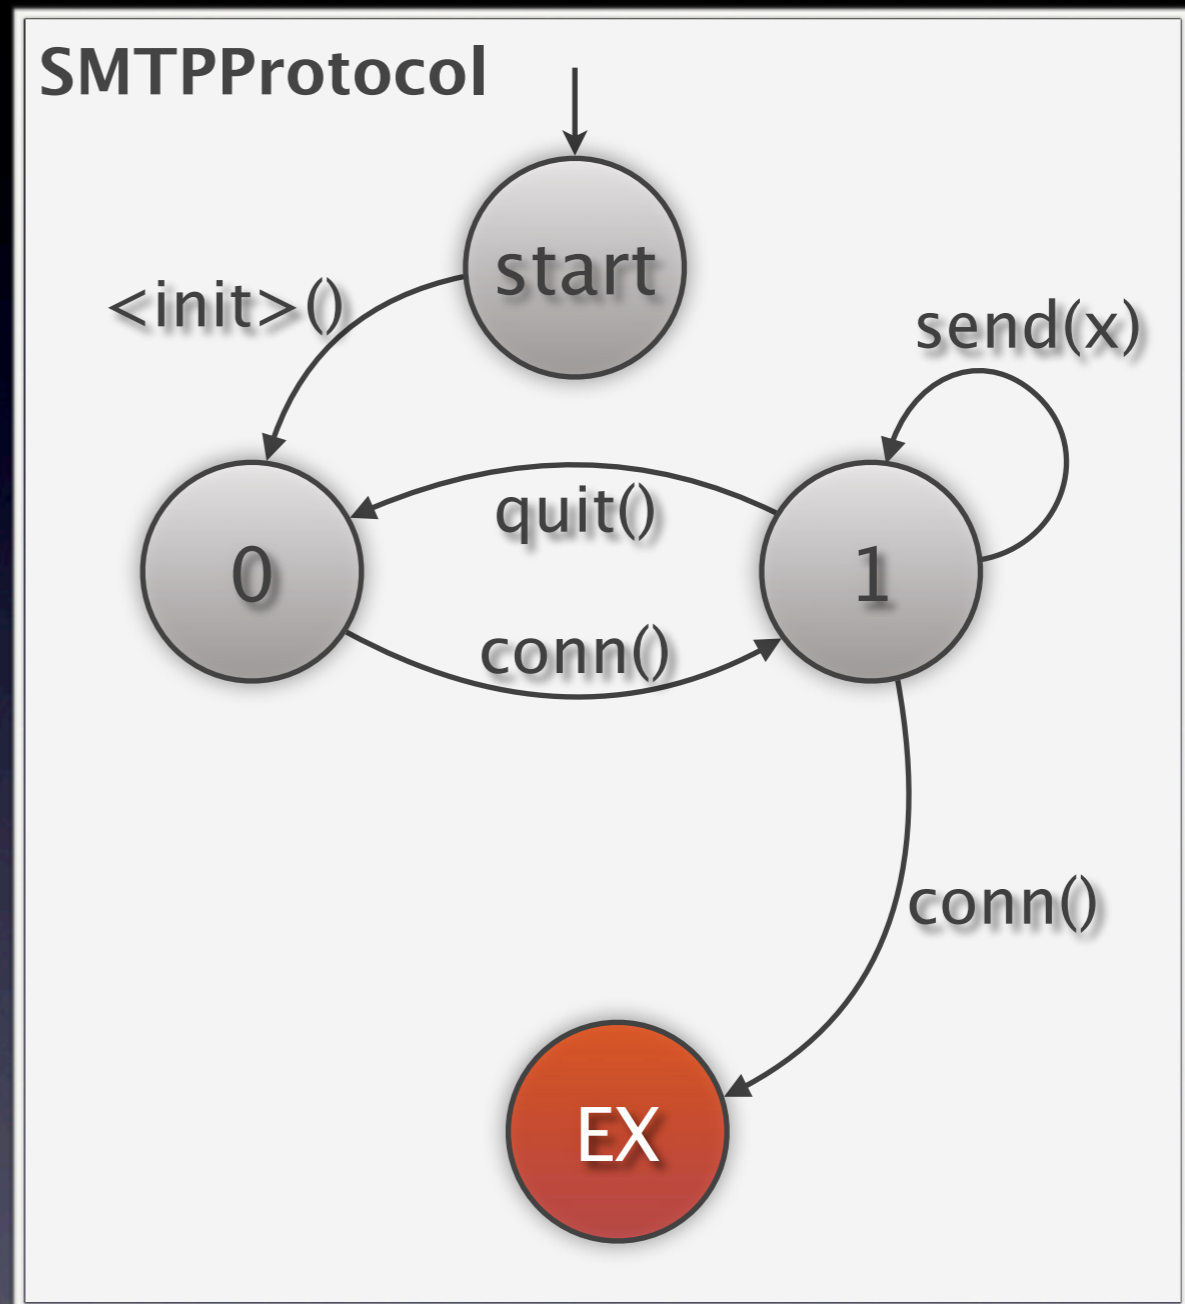 SMTPProtocol
start
<init>()
send(x)
quit()
0
1
conn()
conn()
EX